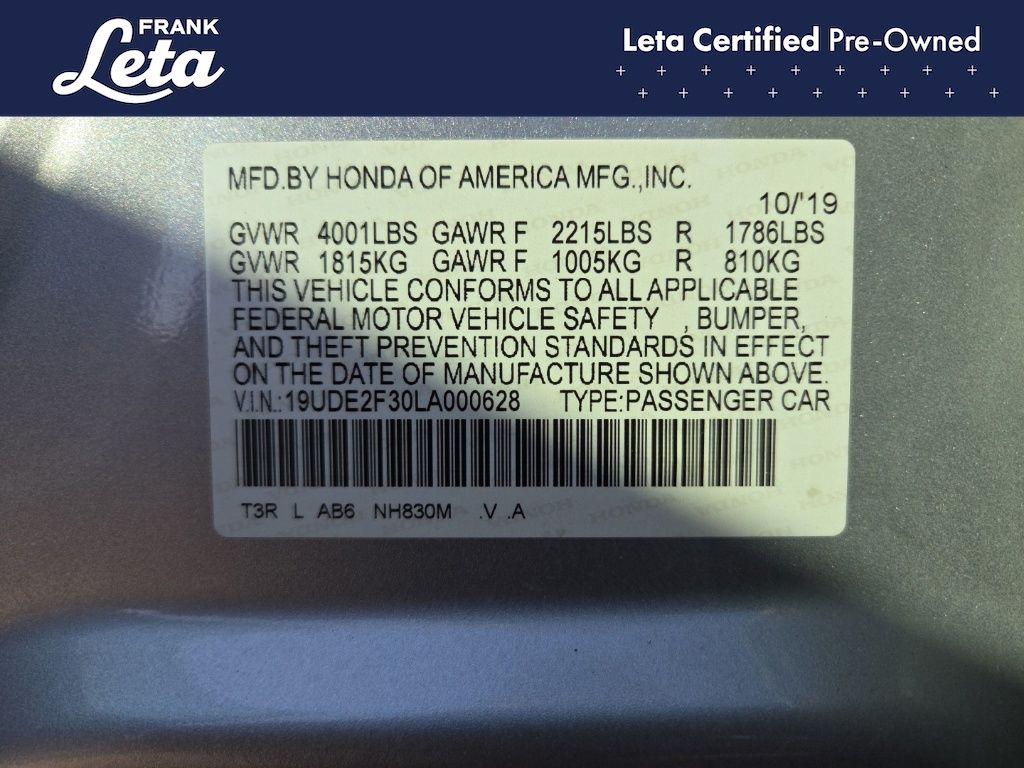 FRANK
Leta
Leta Certified Pre-Owned
MFD.BY HONDA OF AMERICA MFG.,INC.
10/'19
GVWR 4001LBS GAWR F 2215LBS R 1786LBS
GVWR 1815KG GAWR F 1005KG R 810KG
THIS VEHICLE CONFORMS TO ALL APPLICABLE
FEDERAL MOTOR VEHICLE SAFETY , BUMPER,
AND THEFT PREVENTION STANDARDS IN EFFECT
ON THE DATE OF MANUFACTURE SHOWN ABOVE.
V.I.N.:19UDE2F30LA000628 TYPE:PASSENGER CAR
T3R L AB6 NH830M .V .A